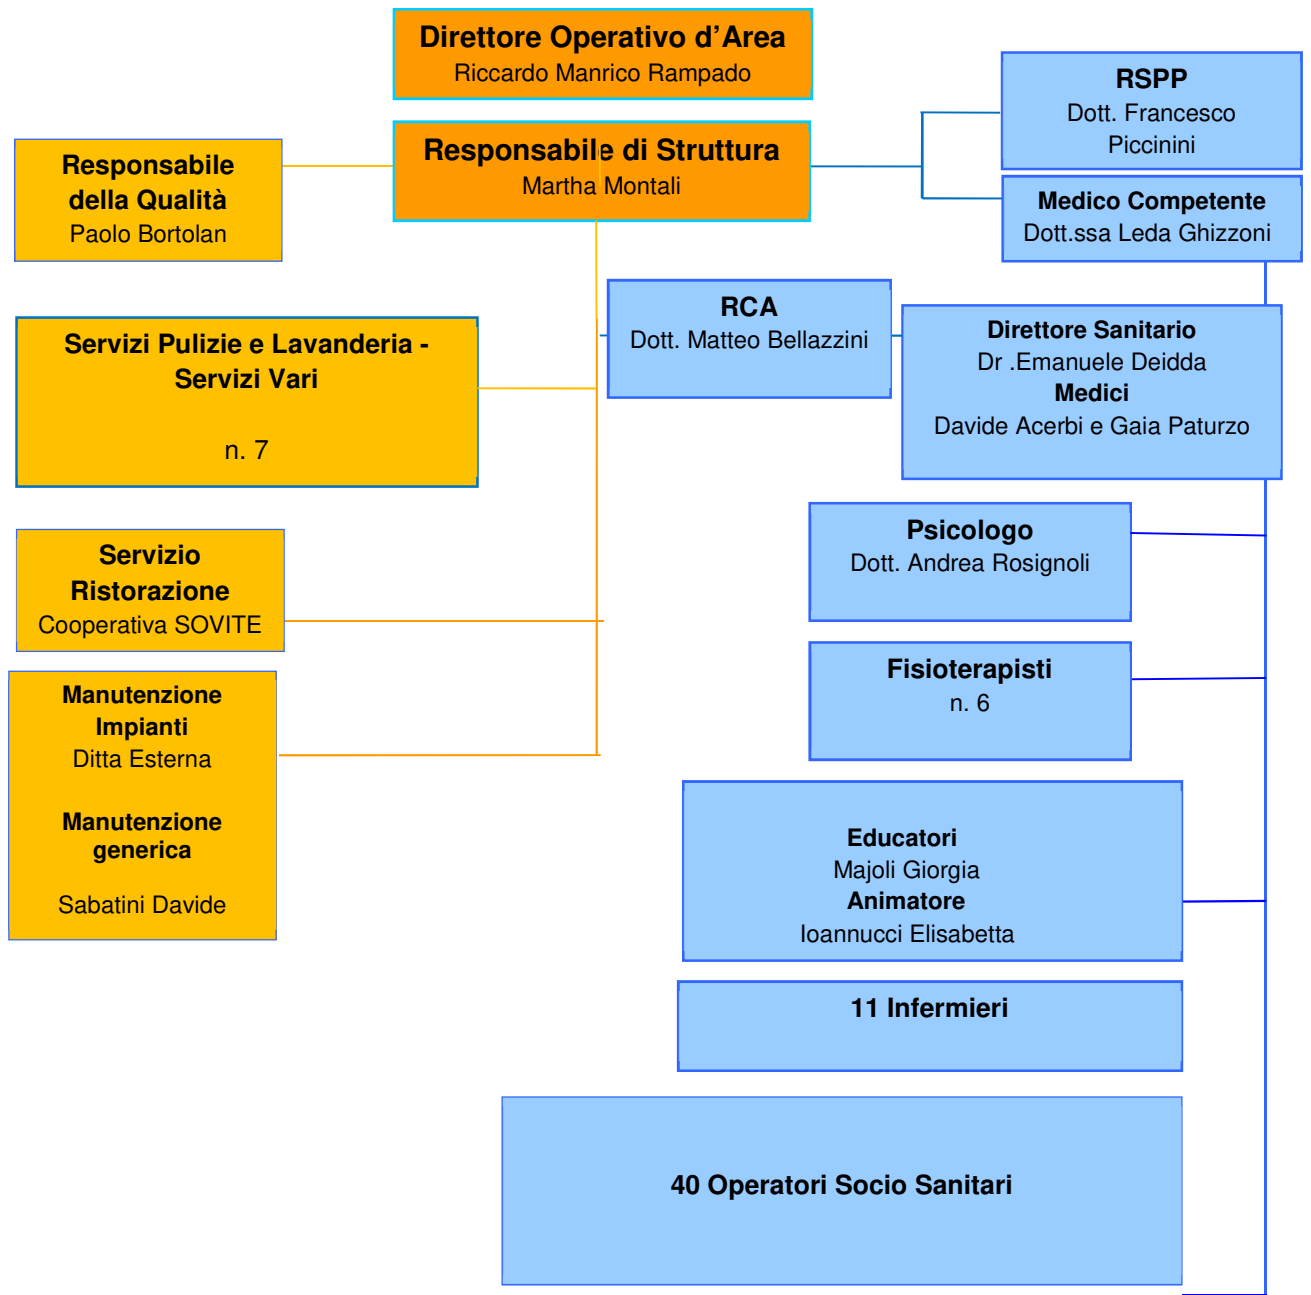 Direttore Operativo d’Area
Riccardo Manrico Rampado
RSPP
Dott. Francesco
Piccinini
Responsabile di Struttura
Martha Montali
Responsabile
della Qualità
Paolo Bortolan
Medico Competente
Dott.ssa Leda Ghizzoni
RCA
Dott. Matteo Bellazzini
Direttore Sanitario
Dr .Emanuele Deidda
Medici
Davide Acerbi e Gaia Paturzo
Servizi Pulizie e Lavanderia -
Servizi Vari
n. 7
Psicologo
Dott. Andrea Rosignoli
Servizio
Ristorazione
Cooperativa SOVITE
Fisioterapisti
n. 6
Manutenzione
Impianti
Ditta Esterna
Manutenzione
generica
Sabatini Davide
Educatori
Majoli Giorgia
Animatore
Ioannucci Elisabetta
11 Infermieri
40 Operatori Socio Sanitari